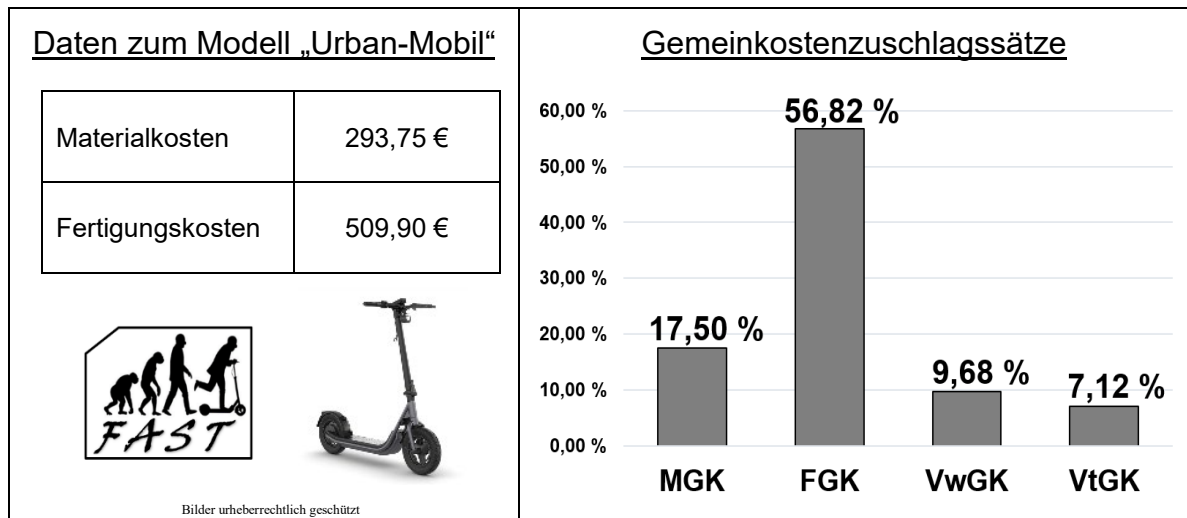 Daten zum Modell „Urban-Mobil“
Materialkosten 293,75 €
Fertigungskosten 509,90 €
FAST
Bilder urheberrechtlich geschützt
Gemeinkostenzuschlagssätze
60,00 %
50,00 %
40,00 %
30,00 %
20,00 %
10,00 %
0,00 %
17,50 %
56,82 %
9,68 %
7,12 %
MGK FGK VwGK VtGK